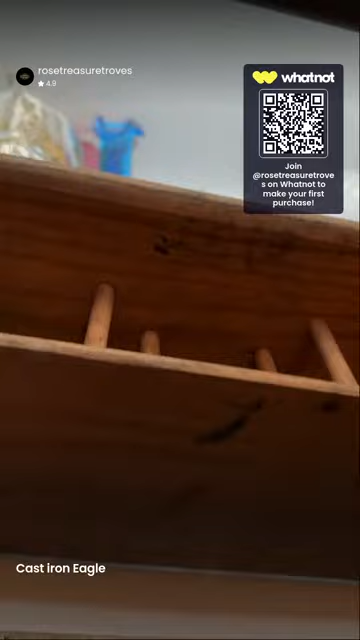 rosetreasuretroves
4.9
whatnot
Join
@rosetreasuretrove
s on Whatnot to
make your first
purchase!
Cast iron Eagle